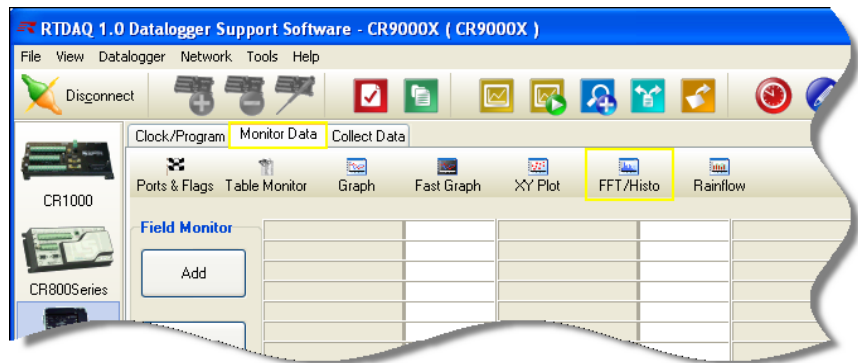 RTDAQ 1.0 Datalogger Support Software - CR9000X ( CR9000X )
File View Datalogger Network Tools Help
Disconnect
Clock/Program Monitor Data Collect Data
Ports & Flags Table Monitor Graph Fast Graph XY Plot FFT/Histo Rainflow
CR1000
Field Monitor
Add
CR800Series